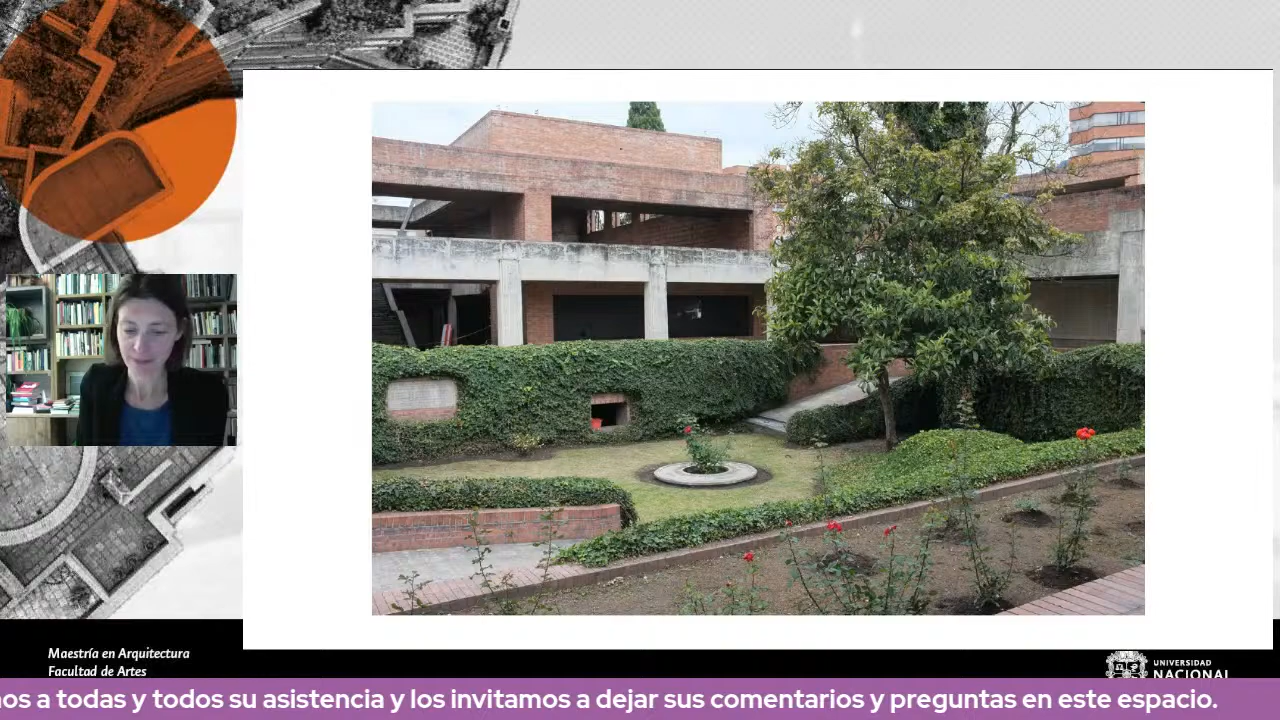 Maestría en Arquitectura
Facultad de Artes
UNIVERSIDAD
NACIONAL
a todas y todos su asistencia y los invitamos a dejar sus comentarios y preguntas en este espacio.